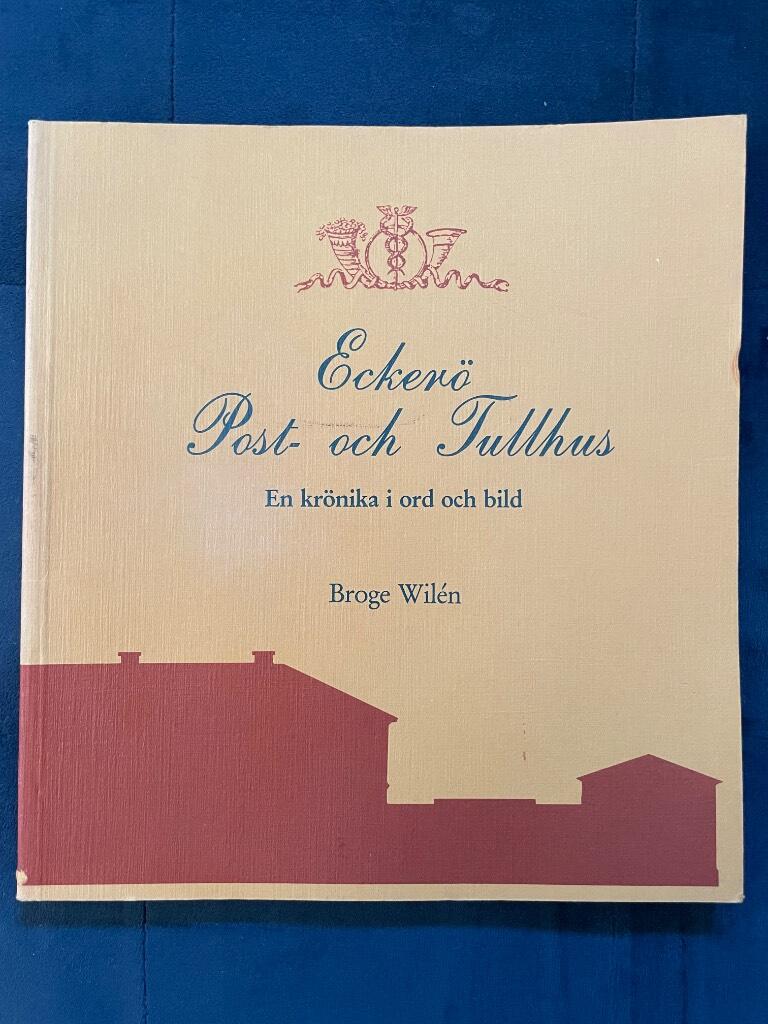 Eckerö
Post- och Tullhus
En krönika i ord och bild
Broge Wilén